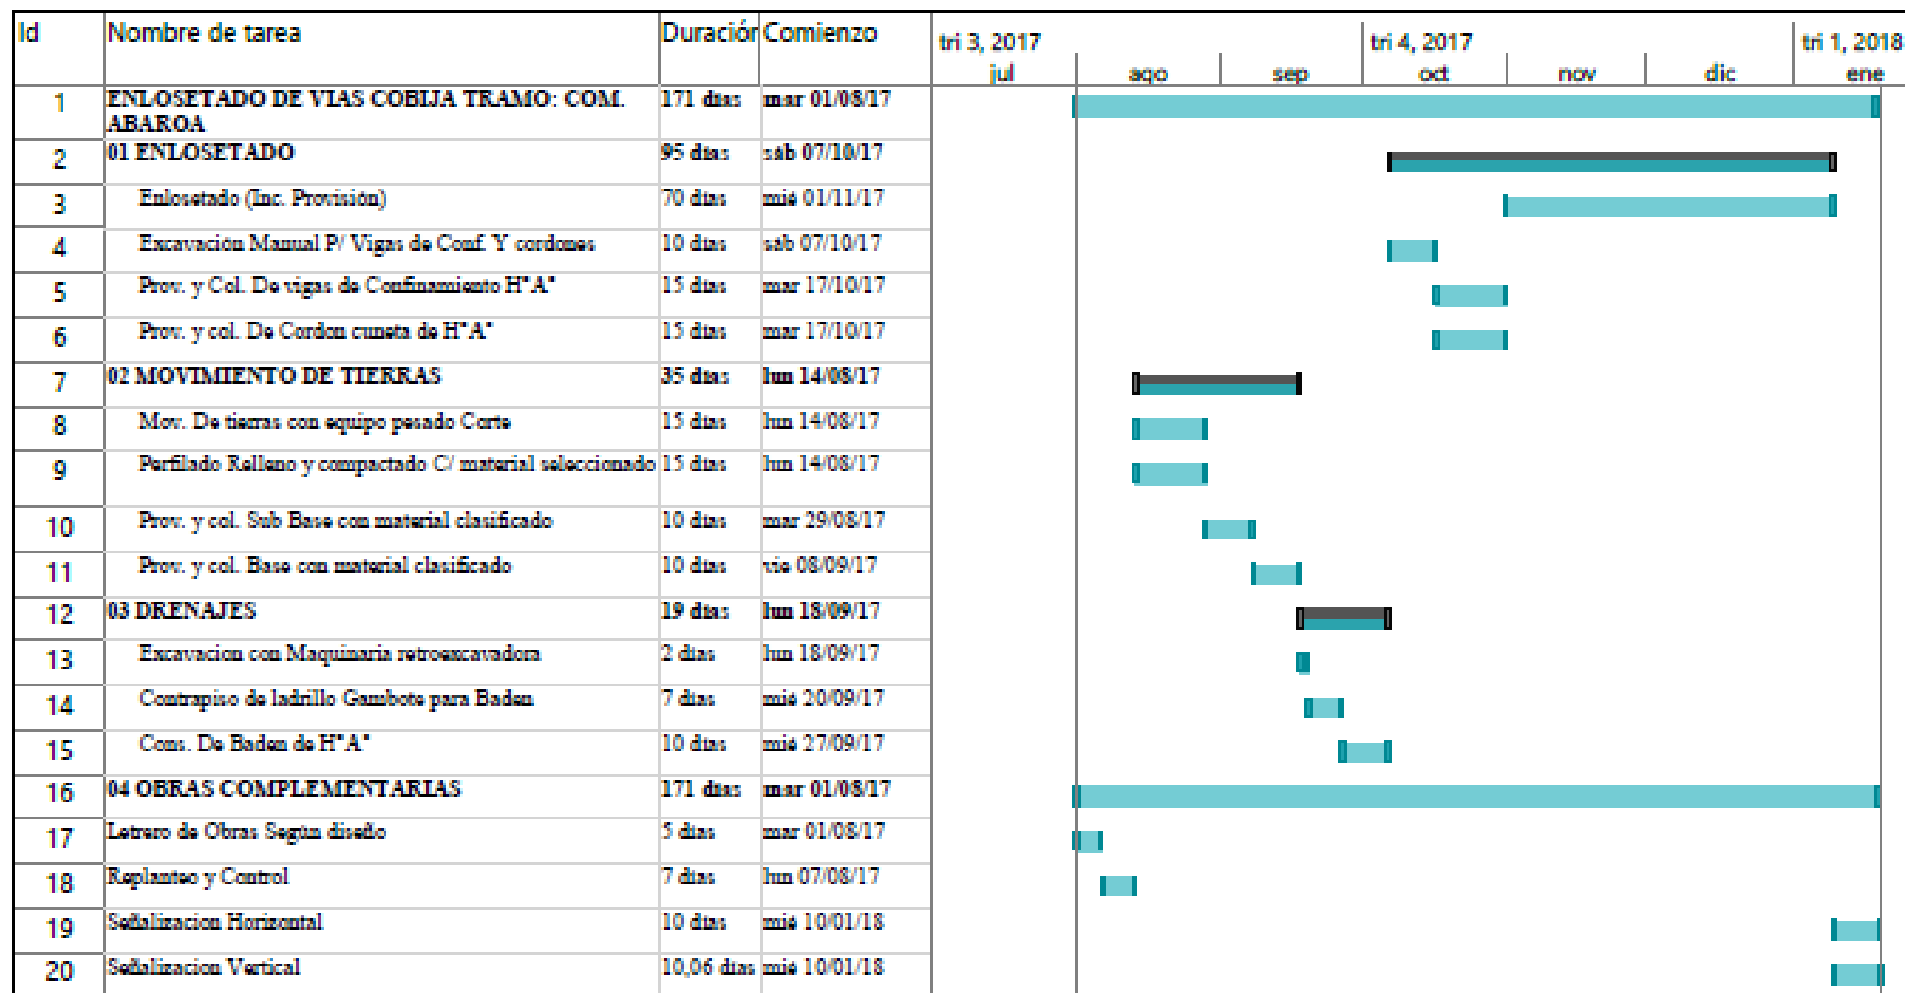 Id Nombre de tarea Duración Comienzo tri 3, 2017 tri 4, 2017 tri 1, 2018
jul ago sep oct nov dic ene
1 ENLOSETADO DE VIAS COBIJA TRAMO: COM. 171 días mar 01/08/17
ABAROA
2 01 ENLOSETADO 95 días sáb 07/10/17
3 Enlosetado (Inc. Provisión) 70 días mié 01/11/17
4 Excavación Manual P/ Vigas de Conf. Y cordones 10 días sáb 07/10/17
5 Prov. y Col. De vigas de Confinamiento H°A° 15 días mar 17/10/17
6 Prov. y col. De Cordon cuneta de H°A° 15 días mar 17/10/17
7 02 MOVIMIENTO DE TIERRAS 35 días lun 14/08/17
8 Mov. De tierras con equipo pesado Corte 15 días lun 14/08/17
9 Perfilado Relleno y compactado C/ material seleccionado 15 días lun 14/08/17
10 Prov. y col. Sub Base con material clasificado 10 días mar 29/08/17
11 Prov. y col. Base con material clasificado 10 días vie 08/09/17
12 03 DRENAJES 19 días lun 18/09/17
13 Excavacion con Maquinaria retroexcavadora 2 días lun 18/09/17
14 Contrapiso de ladrillo Gambote para Baden 7 días mié 20/09/17
15 Cons. De Baden de H°A° 10 días mié 27/09/17
16 04 OBRAS COMPLEMENTARIAS 171 días mar 01/08/17
17 Letrero de Obras Según diseño 5 días mar 01/08/17
18 Replanteo y Control 7 días lun 07/08/17
19 Señalizacion Horizontal 10 días mié 10/01/18
20 Señalizacion Vertical 10,06 días mié 10/01/18